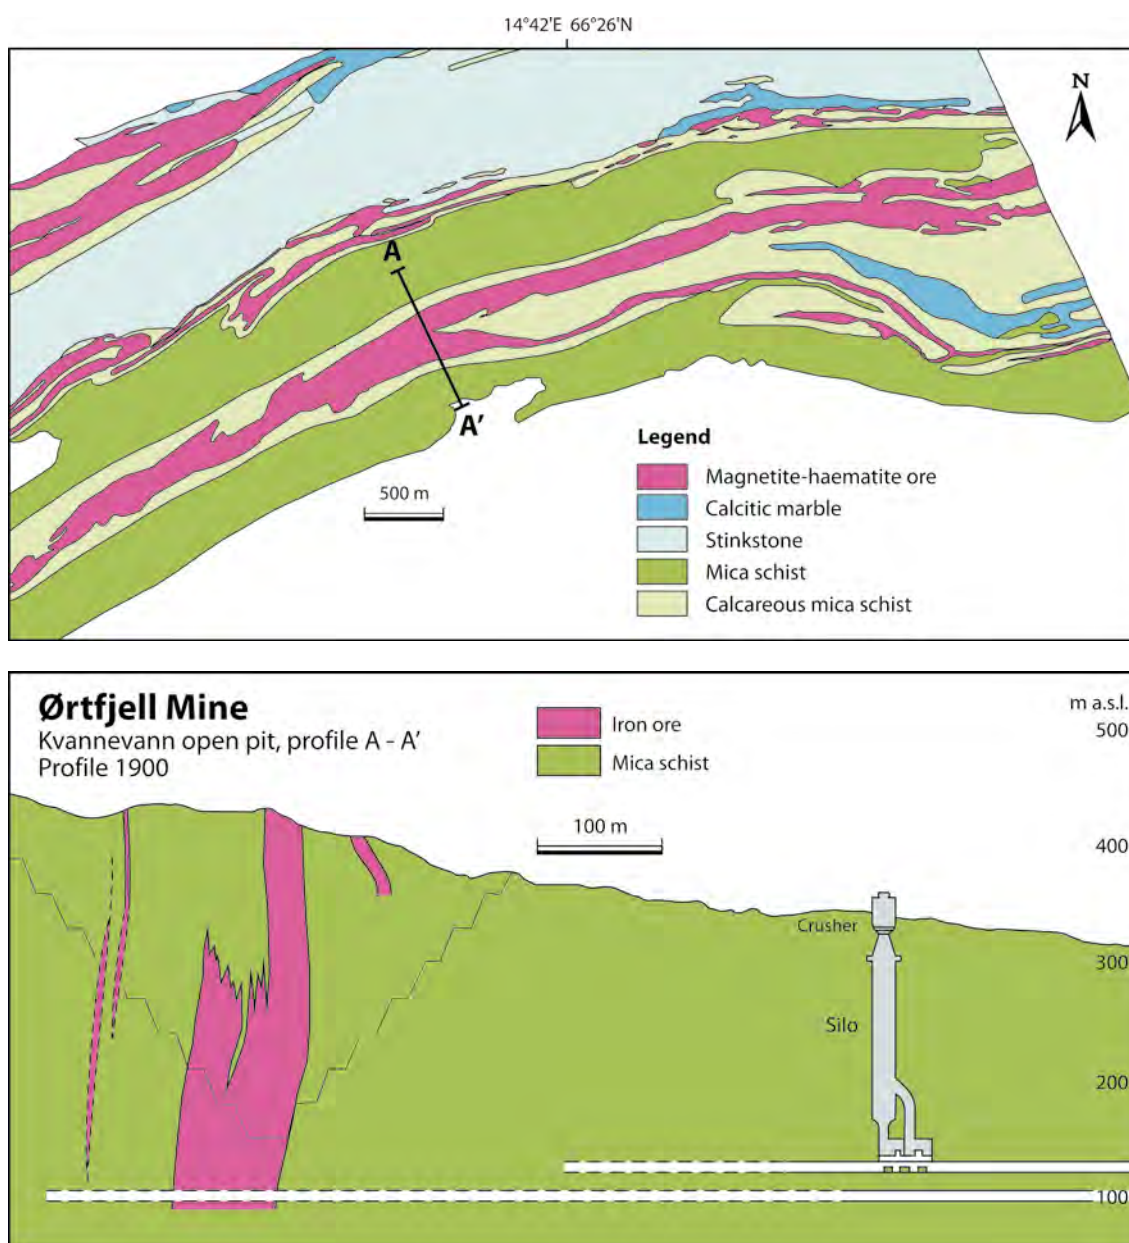 14°42'E 66°26'N
N
A
A'
500 m
Legend
Magnetite-haematite ore
Calcitic marble
Stinkstone
Mica schist
Calcareous mica schist
Ørtfjell Mine
Kvannevann open pit, profile A - A'
Profile 1900
Iron ore
Mica schist
100 m
m a.s.l.
500
400
Crusher
300
Silo
200
100